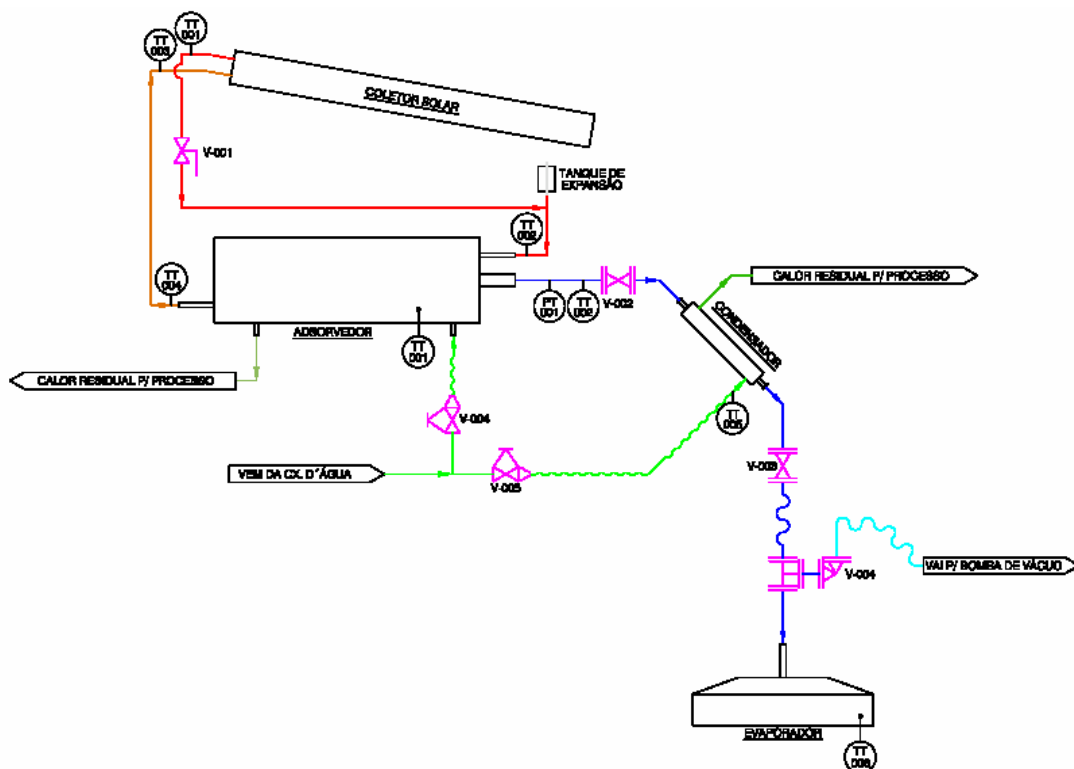 TT
001
TT
003
COLETOR SOLAR
V-001
TANQUE DE
EXPANSÃO
TT
002
TT
004
CALOR RESIDUAL P/ PROCESSO
PT
001
TT
002
V-002
CONDENSADOR
ADSORVEDOR
TT
001
CALOR RESIDUAL P/ PROCESSO
V-004
TT
005
VEM DA CX. D'ÁGUA
V-005
V-003
V-004
VAI P/ BOMBA DE VÁCUO
EVAPORADOR
TT
006